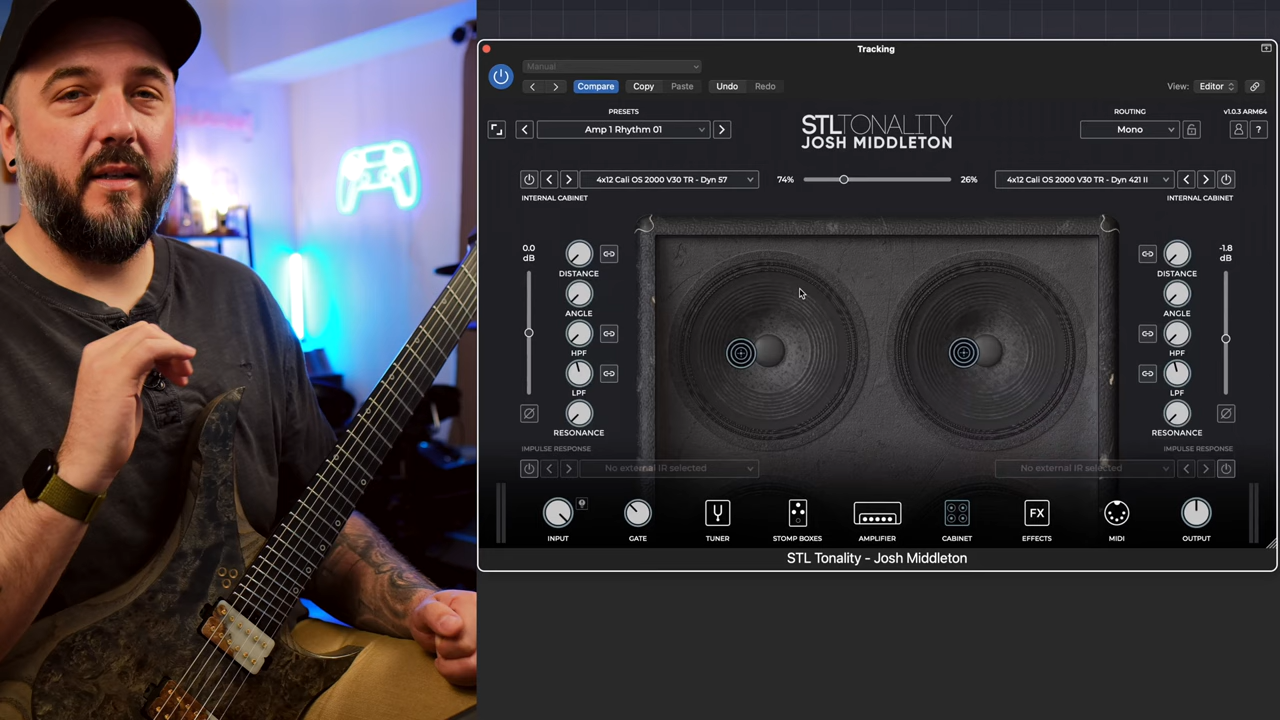 Tracking
Manual
Compare Copy Paste Undo Redo View: Editor
PRESETS
Amp 1 Rhythm 01
STL TONALITY
JOSH MIDDLETON
ROUTING
Mono
v1.0.3 ARM64
?
4x12 Cali OS 2000 V30 TR - Dyn 57
74%
26%
4x12 Cali OS 2000 V30 TR - Dyn 421 II
INTERNAL CABINET
INTERNAL CABINET
0.0
dB
DISTANCE
ANGLE
HPF
LPF
RESONANCE
-1.8
dB
DISTANCE
ANGLE
HPF
LPF
RESONANCE
IMPULSE RESPONSE
No external IR selected
IMPULSE RESPONSE
No external IR selected
FX
INPUT GATE TUNER STOMP BOXES AMPLIFIER CABINET EFFECTS MIDI OUTPUT
STL Tonality - Josh Middleton